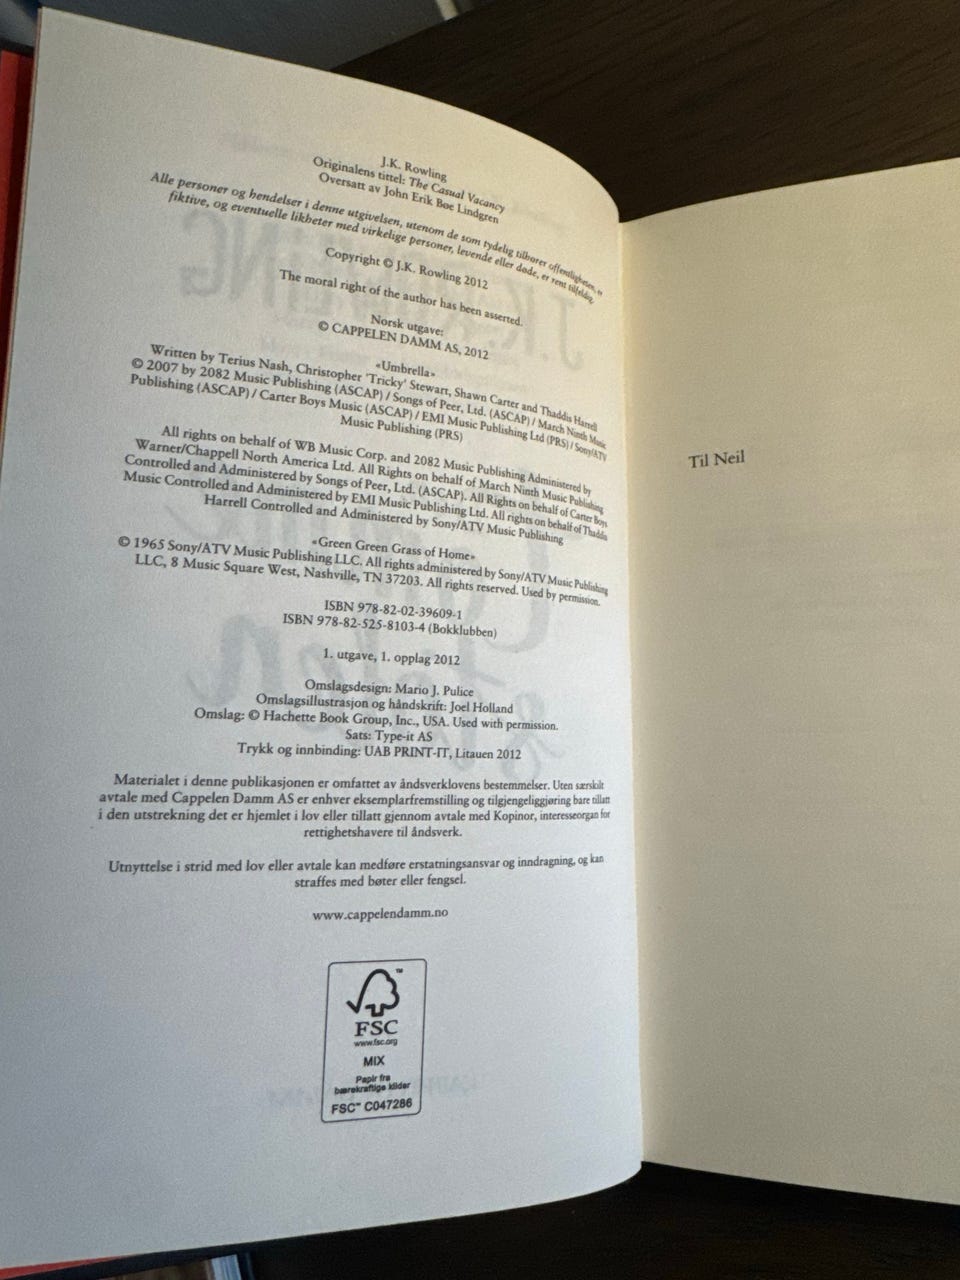 J.K. Rowling
Originalens tittel: The Casual Vacancy
Oversatt av John Erik Bøe Lindgren
Alle personer og hendelser i denne utgivelsen, utenom de som tydelig tilhører offentligheten, er
fiktive, og eventuelle likheter med virkelige personer, levende eller døde, er rent tilfeldig.
Copyright © J.K. Rowling 2012
The moral right of the author has been asserted.
Norsk utgave:
© CAPPELEN DAMM AS, 2012
«Umbrella»
Written by Terius Nash, Christopher 'Tricky' Stewart, Shawn Carter and Thaddis Harrell
© 2007 by 2082 Music Publishing (ASCAP) / Songs of Peer, Ltd. (ASCAP) / March Ninth Music
Publishing (ASCAP) / Carter Boys Music (ASCAP) / EMI Music Publishing Ltd (PRS) / Sony/ATV
Music Publishing (PRS)
All rights on behalf of WB Music Corp. and 2082 Music Publishing Administered by
Warner/Chappell North America Ltd. All Rights on behalf of March Ninth Music Publishing
Controlled and Administered by Songs of Peer, Ltd. (ASCAP). All Rights on behalf of Carter Boys
Music Controlled and Administered by EMI Music Publishing Ltd. All rights on behalf of Thaddis
Harrell Controlled and Administered by Sony/ATV Music Publishing
«Green Green Grass of Home»
© 1965 Sony/ATV Music Publishing LLC. All rights administered by Sony/ATV Music Publishing
LLC, 8 Music Square West, Nashville, TN 37203. All rights reserved. Used by permission.
ISBN 978-82-02-39609-1
ISBN 978-82-525-8103-4 (Bokklubben)
1. utgave, 1. opplag 2012
Omslagsdesign: Mario J. Pulice
Omslagsillustrasjon og håndskrift: Joel Holland
Omslag: © Hachette Book Group, Inc., USA. Used with permission.
Sats: Type-it AS
Trykk og innbinding: UAB PRINT-IT, Litauen 2012
Materialet i denne publikasjonen er omfattet av åndsverklovens bestemmelser. Uten særskilt
avtale med Cappelen Damm AS er enhver eksemplarfremstilling og tilgjengeliggjøring bare tillatt
i den utstrekning det er hjemlet i lov eller tillatt gjennom avtale med Kopinor, interesseorgan for
rettighetshavere til åndsverk.
Utnyttelse i strid med lov eller avtale kan medføre erstatningsansvar og inndragning, og kan
straffes med bøter eller fengsel.
www.cappelendamm.no
FSC
www.fsc.org
MIX
Papir fra
bærekraftige kilder
FSC™ C047286
Til Neil